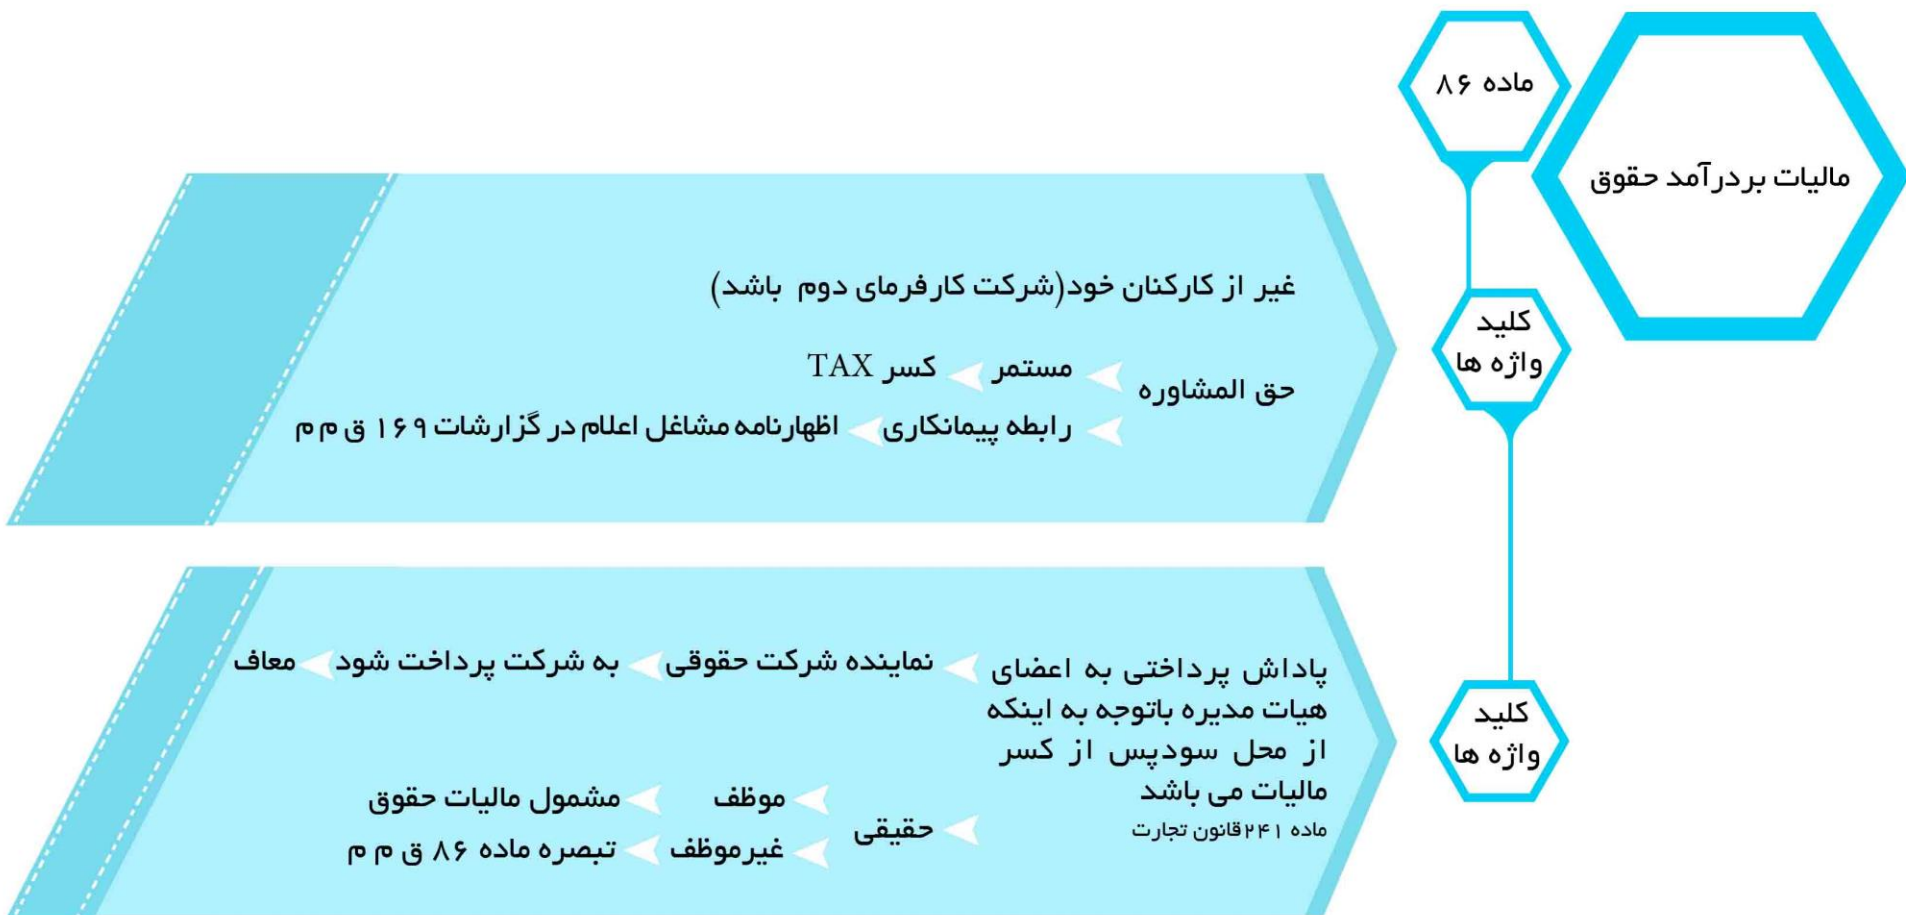 مالیات بردرآمد حقوق
ماده ۸۶
کلید
واژه ها
غیر از کارکنان خود(شرکت کارفرمای دوم باشد)
حق المشاوره
مستمر کسر TAX
رابطه پیمانکاری اظهارنامه مشاغل اعلام در گزارشات ۱۶۹ ق م م
کلید
واژه ها
پاداش پرداختی به اعضای
هیات مدیره باتوجه به اینکه
از محل سودپس از کسر
مالیات می باشد
ماده ۲۴۱قانون تجارت
نماینده شرکت حقوقی به شرکت پرداخت شود معاف
حقیقی
موظف مشمول مالیات حقوق
غیرموظف تبصره ماده ۸۶ ق م م